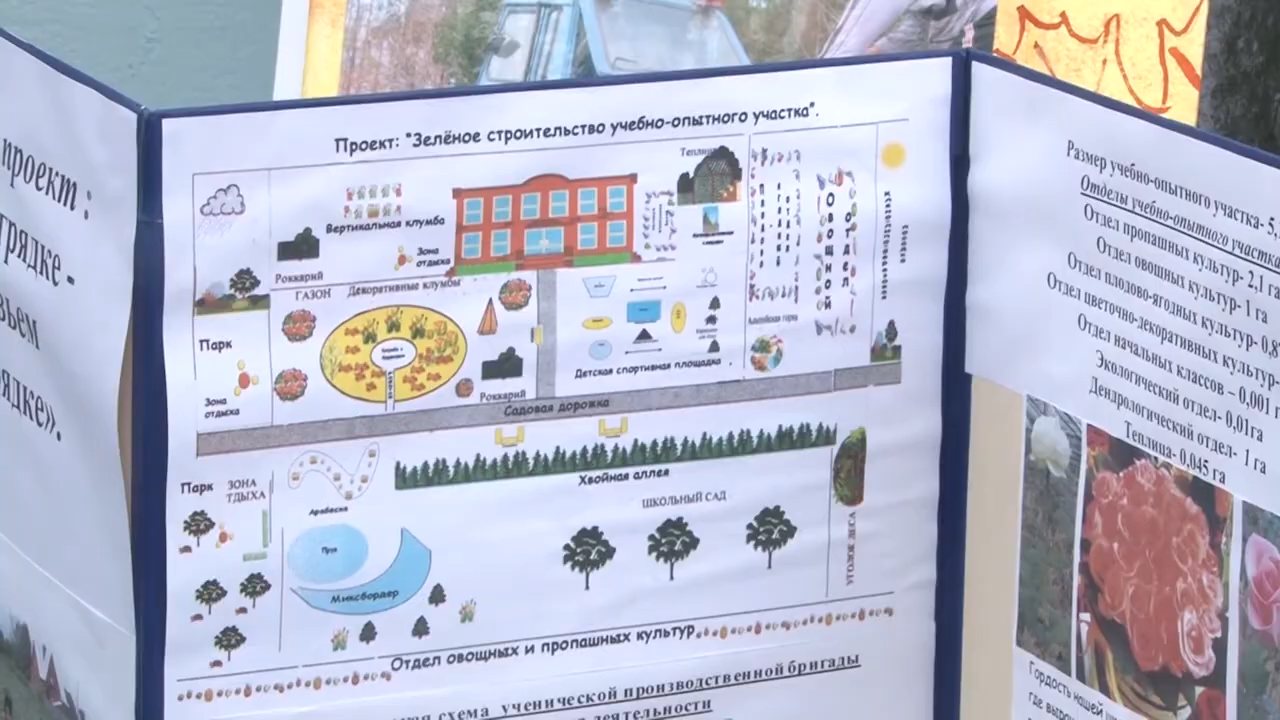 проект :
грядке -
рядке».
Проект: "Зелёное строительство учебно-опытного участка".
Вертикальная клумба
Зона
отдыха
Роккарий
ГАЗОН
Декоративные клумбы
ОВОЩНОЙ
ОТДЕЛ
Парк
Зона
отдыха
Роккарий
Детская спортивная площадка
Садовая дорожка
Хвойная аллея
Парк
ЗОНА
ТДЫХА
Арабеска
Пруд
Миксбордер
ШКОЛЬНЫЙ САД
УГОЛОК ЛЕСА
Отдел овощных и пропашных культур
схема ученической производственной бригады
деятельности
Размер учебно-опытного участка- 5,
Отделы учебно-опытного участка
Отдел пропашных культур- 2,1 га
Отдел овощных культур- 1 га
Отдел плодово-ягодных культур- 0,8
Отдел цветочно-декоративных культур-
Отдел начальных классов – 0,001 г
Экологический отдел- 0,01га
Дендрологический отдел- 1 га
Теплица- 0,045 га
Гордость нашей
где выро